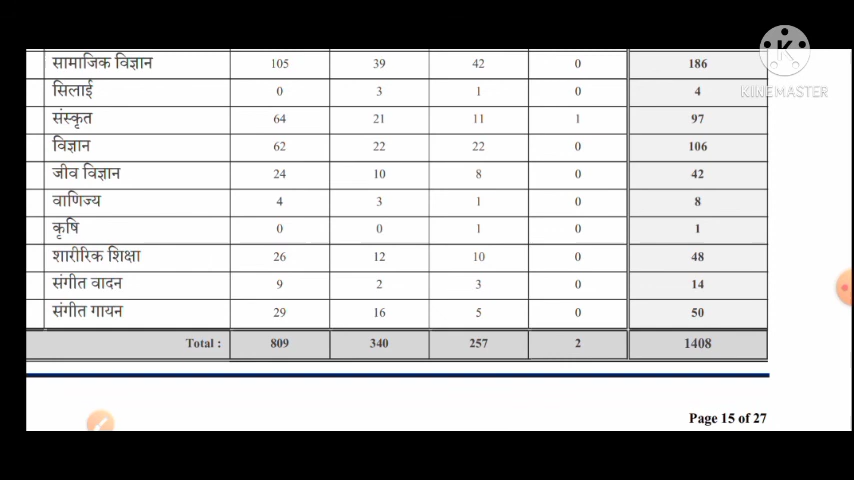 सामाजिक विज्ञान 105 39 42 0 186
सिलाई 0 3 1 0 4
संस्कृत 64 21 11 1 97
विज्ञान 62 22 22 0 106
जीव विज्ञान 24 10 8 0 42
वाणिज्य 4 3 1 0 8
कृषि 0 0 1 0 1
शारीरिक शिक्षा 26 12 10 0 48
संगीत वादन 9 2 3 0 14
संगीत गायन 29 16 5 0 50
Total : 809 340 257 2 1408
Page 15 of 27
K
KINEMASTER